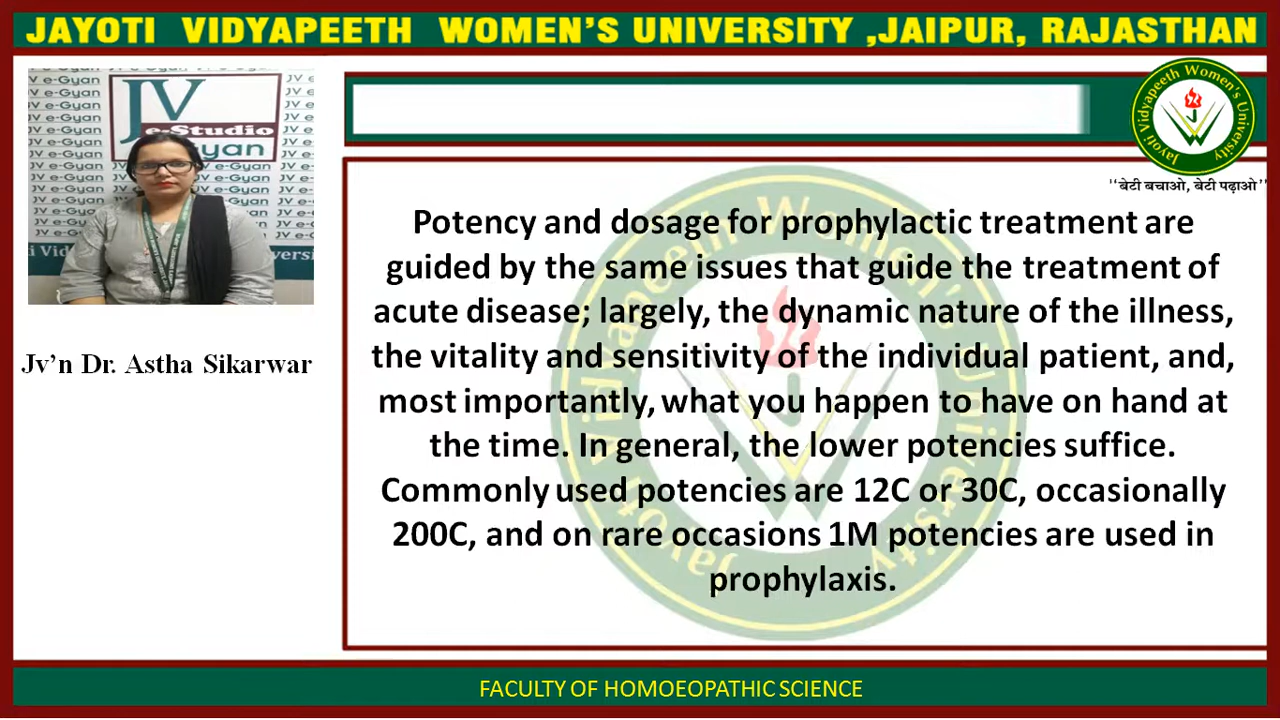 JAYOTI VIDYAPEETH WOMEN'S UNIVERSITY ,JAIPUR, RAJASTHAN
JV
e-Studio
JV e-Gyan
Jayoti Vidyapeeth Women's University
“बेटी बचाओ, बेटी पढ़ाओ”
Jv’n Dr. Astha Sikarwar
Potency and dosage for prophylactic treatment are
guided by the same issues that guide the treatment of
acute disease; largely, the dynamic nature of the illness,
the vitality and sensitivity of the individual patient, and,
most importantly, what you happen to have on hand at
the time. In general, the lower potencies suffice.
Commonly used potencies are 12C or 30C, occasionally
200C, and on rare occasions 1M potencies are used in
prophylaxis.
FACULTY OF HOMOEOPATHIC SCIENCE